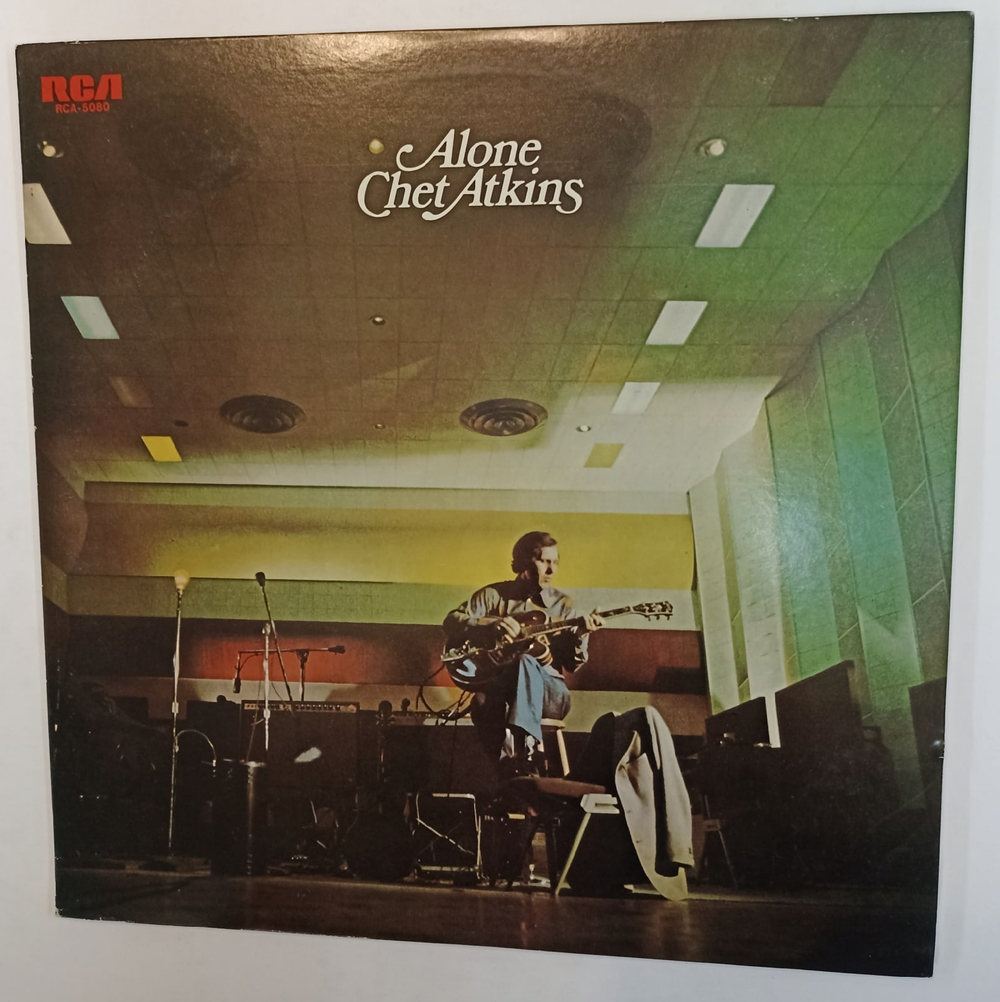 RCA
RCA-5080
Alone
Chet Atkins